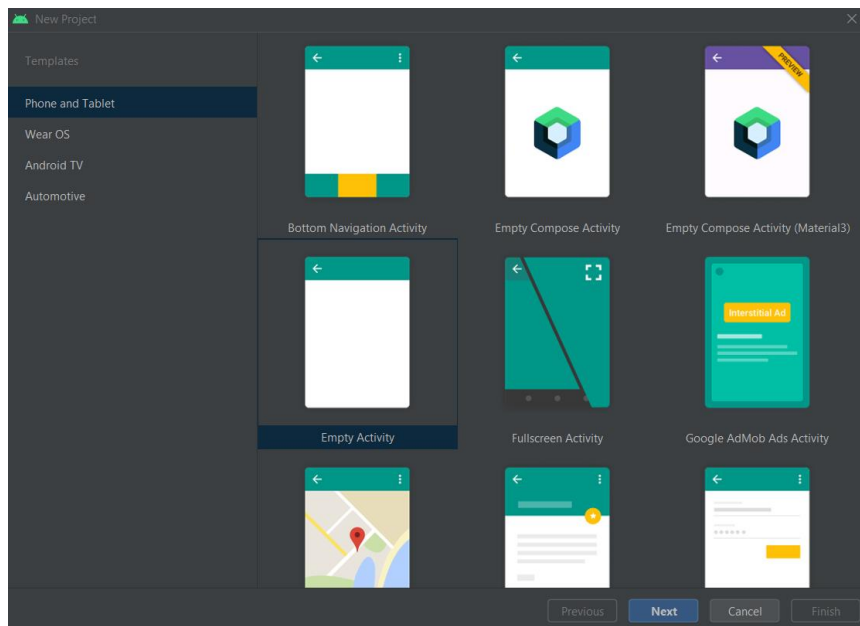 New Project
Templates
Phone and Tablet
Wear OS
Android TV
Automotive
PREVIEW
Bottom Navigation Activity
Empty Compose Activity
Empty Compose Activity (Material3)
Interstitial Ad
Empty Activity
Fullscreen Activity
Google AdMob Ads Activity
Previous
Next
Cancel
Finish